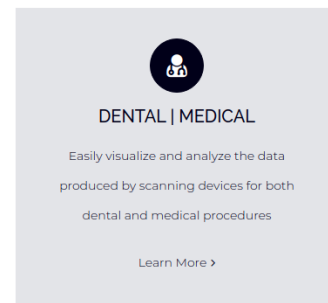 DENTAL | MEDICAL
Easily visualize and analyze the data
produced by scanning devices for both
dental and medical procedures
Learn More >